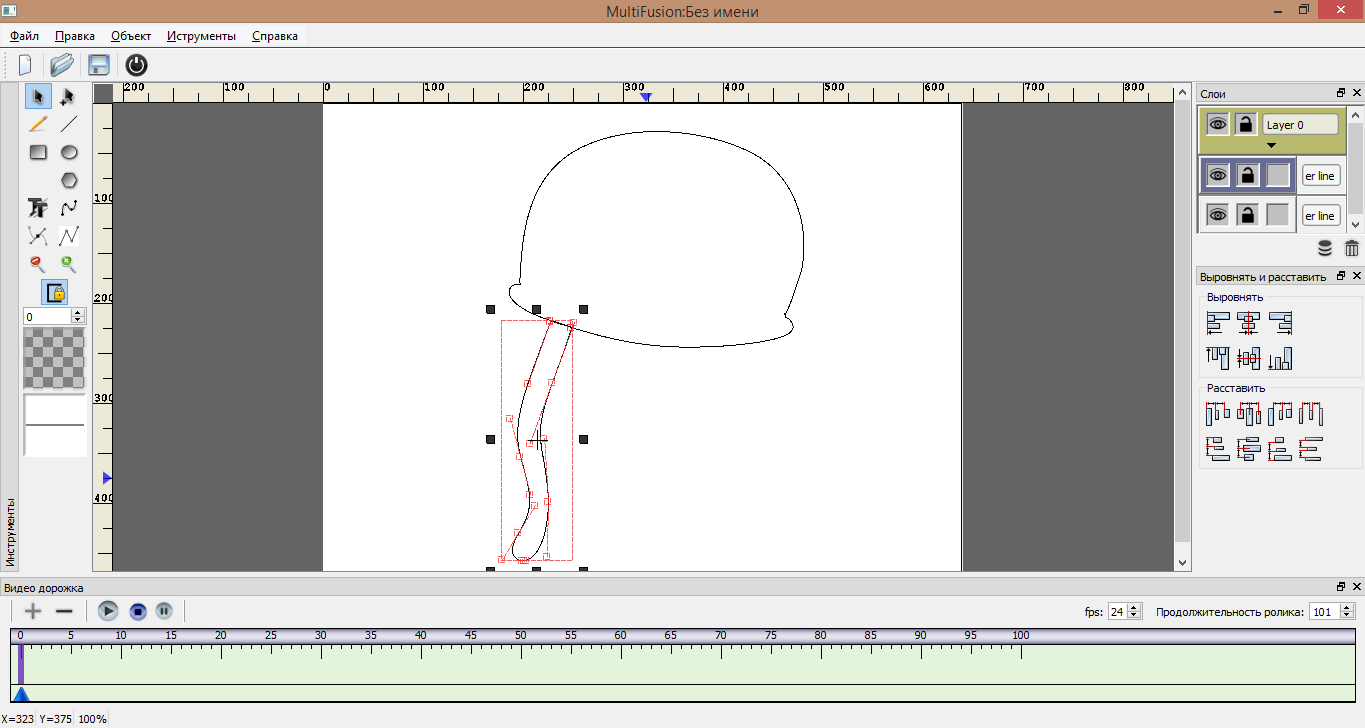 MultiFusion:Без имени
Файл Правка Объект Инструменты Справка
200 100 0 100 200 300 400 500 600 700 800
Слои
Layer 0
er line
er line
100
200
300
400
0
Инструменты
Выровнять и расставить
Выровнять
Расставить
Видео дорожка
fps: 24 Продолжительность ролика: 101
0 5 10 15 20 25 30 35 40 45 50 55 60 65 70 75 80 85 90 95 100
X=323 Y=375 100%